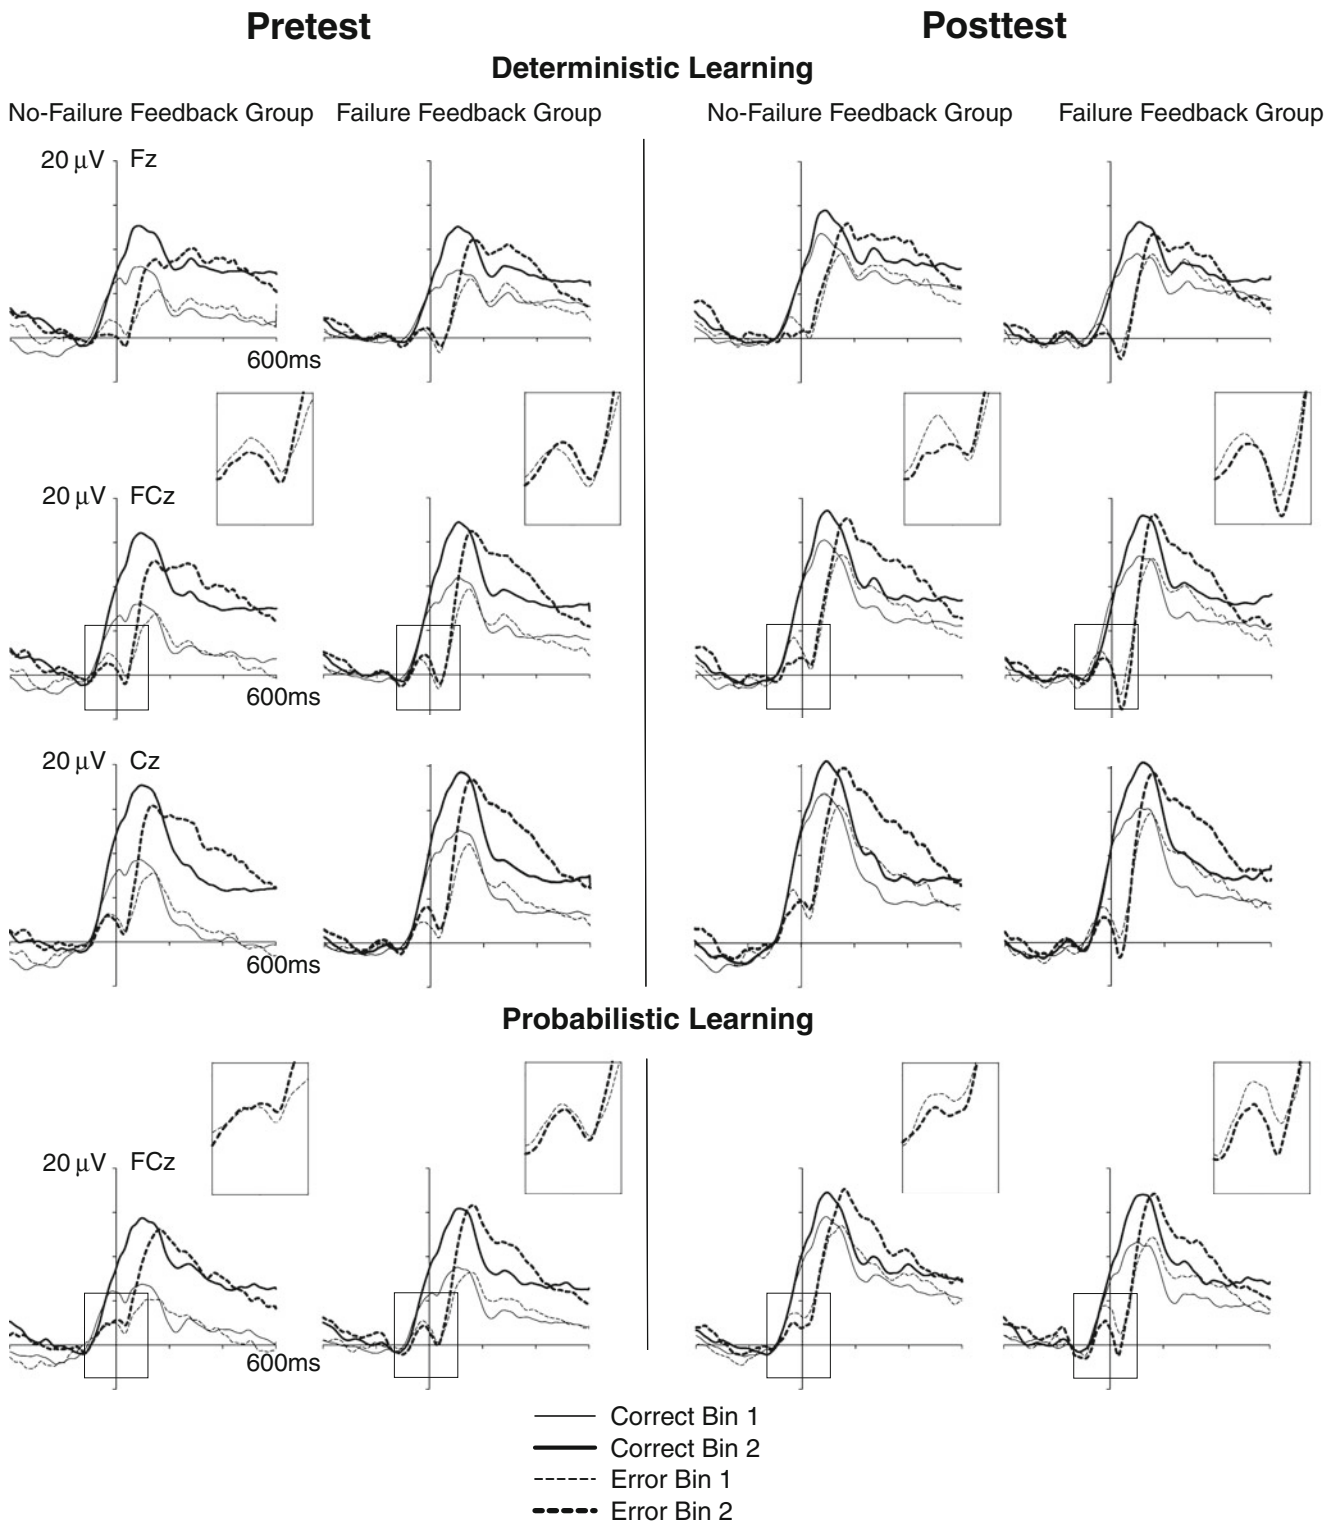 Pretest Posttest
Deterministic Learning
No-Failure Feedback Group Failure Feedback Group No-Failure Feedback Group Failure Feedback Group
20 µV Fz
600ms
20 µV FCz
600ms
20 µV Cz
600ms
Probabilistic Learning
20 µV FCz
600ms
Correct Bin 1
Correct Bin 2
Error Bin 1
Error Bin 2